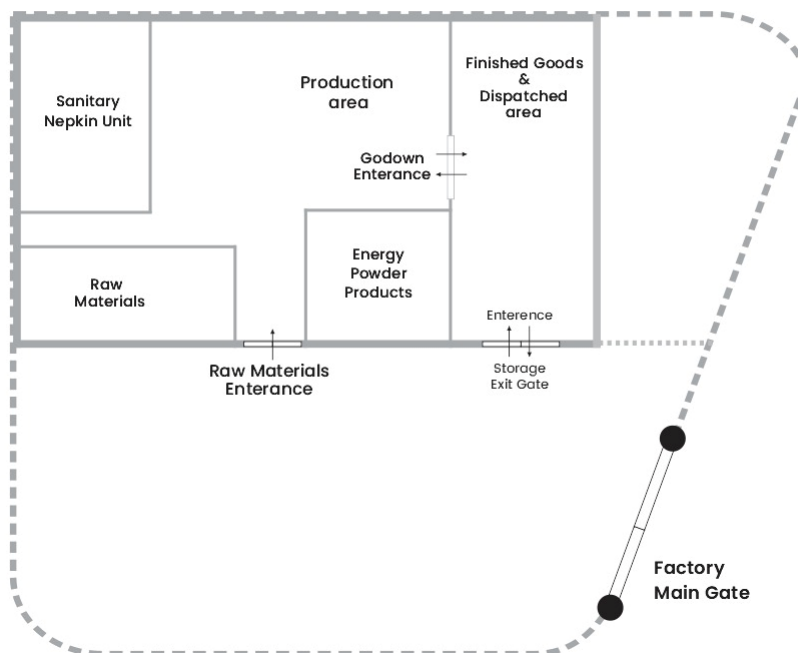 Sanitary
Nepkin Unit
Production
area
Finished Goods
&
Dispatched
area
Godown
Enterance
Raw
Materials
Energy
Powder
Products
Enterence
Raw Materials
Enterance
Storage
Exit Gate
Factory
Main Gate